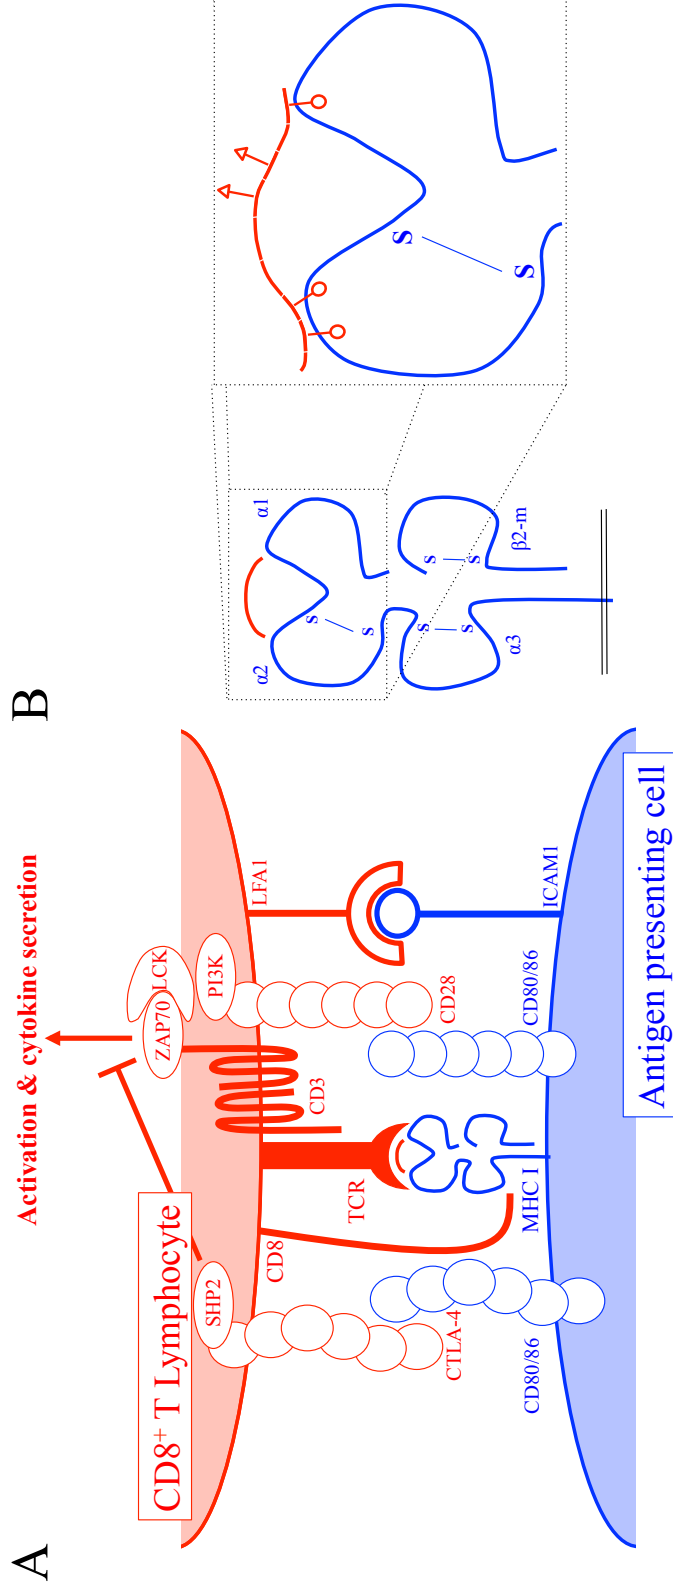 A
Activation & cytokine secretion
CD8+ T Lymphocyte
SHP2
ZAP70
LCK
PI3K
CD8
CD3
LFA1
TCR
CTLA-4
CD28
CD80/86
MHC I
CD80/86
ICAM1
Antigen presenting cell
B
α2
α1
s
s
s
s
s
s
α3
β2-m
S
S